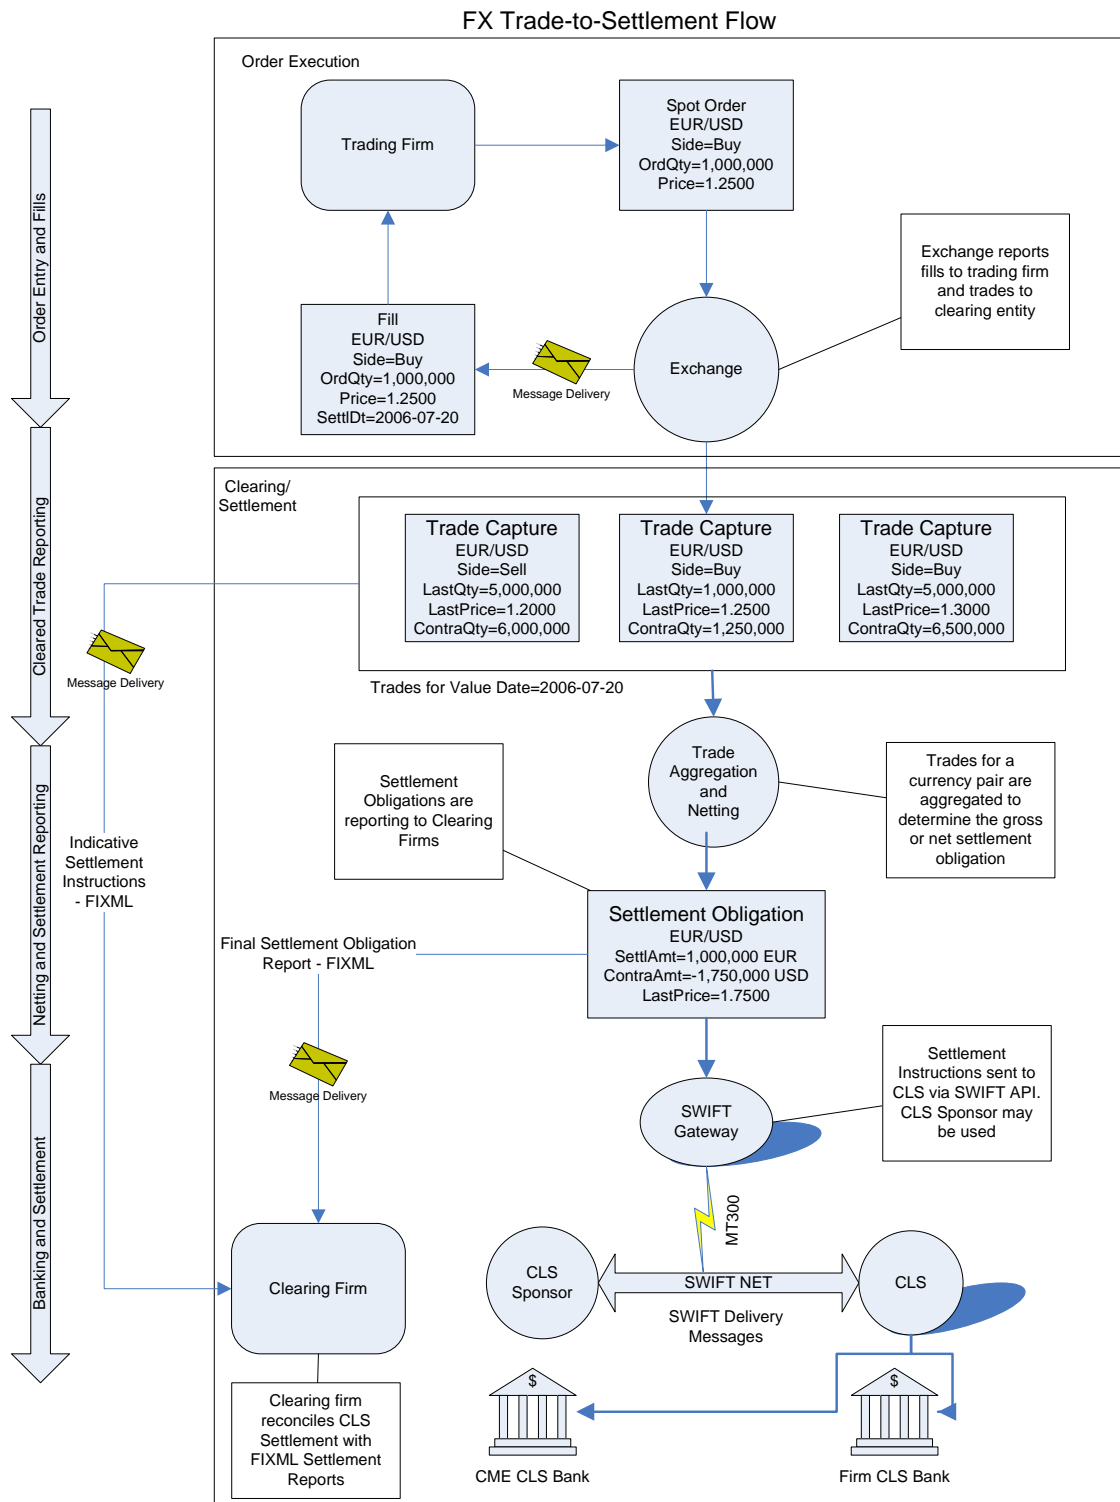 FX Trade-to-Settlement Flow
Order Execution
Trading Firm
Spot Order
EUR/USD
Side=Buy
OrdQty=1,000,000
Price=1.2500
Exchange reports
fills to trading firm
and trades to
clearing entity
Fill
EUR/USD
Side=Buy
OrdQty=1,000,000
Price=1.2500
SettlDt=2006-07-20
Message Delivery
Exchange
Order Entry and Fills
Clearing/
Settlement
Trade Capture
EUR/USD
Side=Sell
LastQty=5,000,000
LastPrice=1.2000
ContraQty=6,000,000
Trade Capture
EUR/USD
Side=Buy
LastQty=1,000,000
LastPrice=1.2500
ContraQty=1,250,000
Trade Capture
EUR/USD
Side=Buy
LastQty=5,000,000
LastPrice=1.3000
ContraQty=6,500,000
Cleared Trade Reporting
Message Delivery
Trades for Value Date=2006-07-20
Trade
Aggregation
and
Netting
Settlement
Obligations are
reporting to Clearing
Firms
Trades for a
currency pair are
aggregated to
determine the gross
or net settlement
obligation
Netting and Settlement Reporting
Indicative
Settlement
Instructions
- FIXML
Settlement Obligation
EUR/USD
SettlAmt=1,000,000 EUR
ContraAmt=-1,750,000 USD
LastPrice=1.7500
Final Settlement Obligation
Report - FIXML
Message Delivery
SWIFT
Gateway
Settlement
Instructions sent to
CLS via SWIFT API.
CLS Sponsor may
be used
MT300
Banking and Settlement
Clearing Firm
CLS
Sponsor
SWIFT NET
CLS
SWIFT Delivery
Messages
Clearing firm
reconciles CLS
Settlement with
FIXML Settlement
Reports
$
CME CLS Bank
$
Firm CLS Bank